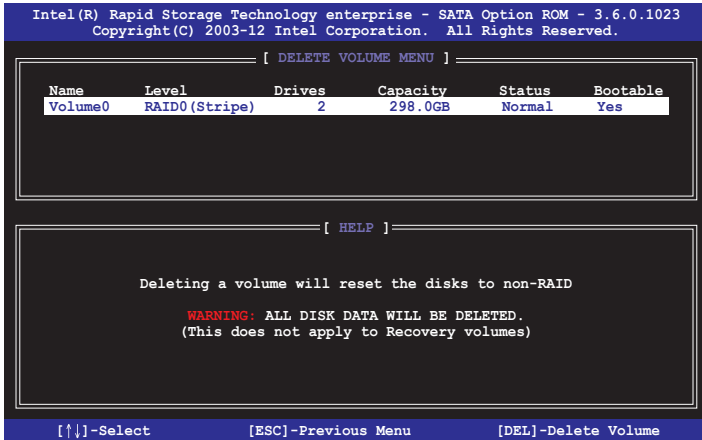 Intel(R) Rapid Storage Technology enterprise - SATA Option ROM - 3.6.0.1023
Copyright(C) 2003-12 Intel Corporation.  All Rights Reserved.
[ DELETE VOLUME MENU ]
Name Level Drives Capacity Status Bootable
Volume0 RAID0(Stripe) 2 298.0GB Normal Yes
[ HELP ]
Deleting a volume will reset the disks to non-RAID
WARNING: ALL DISK DATA WILL BE DELETED.
(This does not apply to Recovery volumes)
[↑↓]-Select [ESC]-Previous Menu [DEL]-Delete Volume